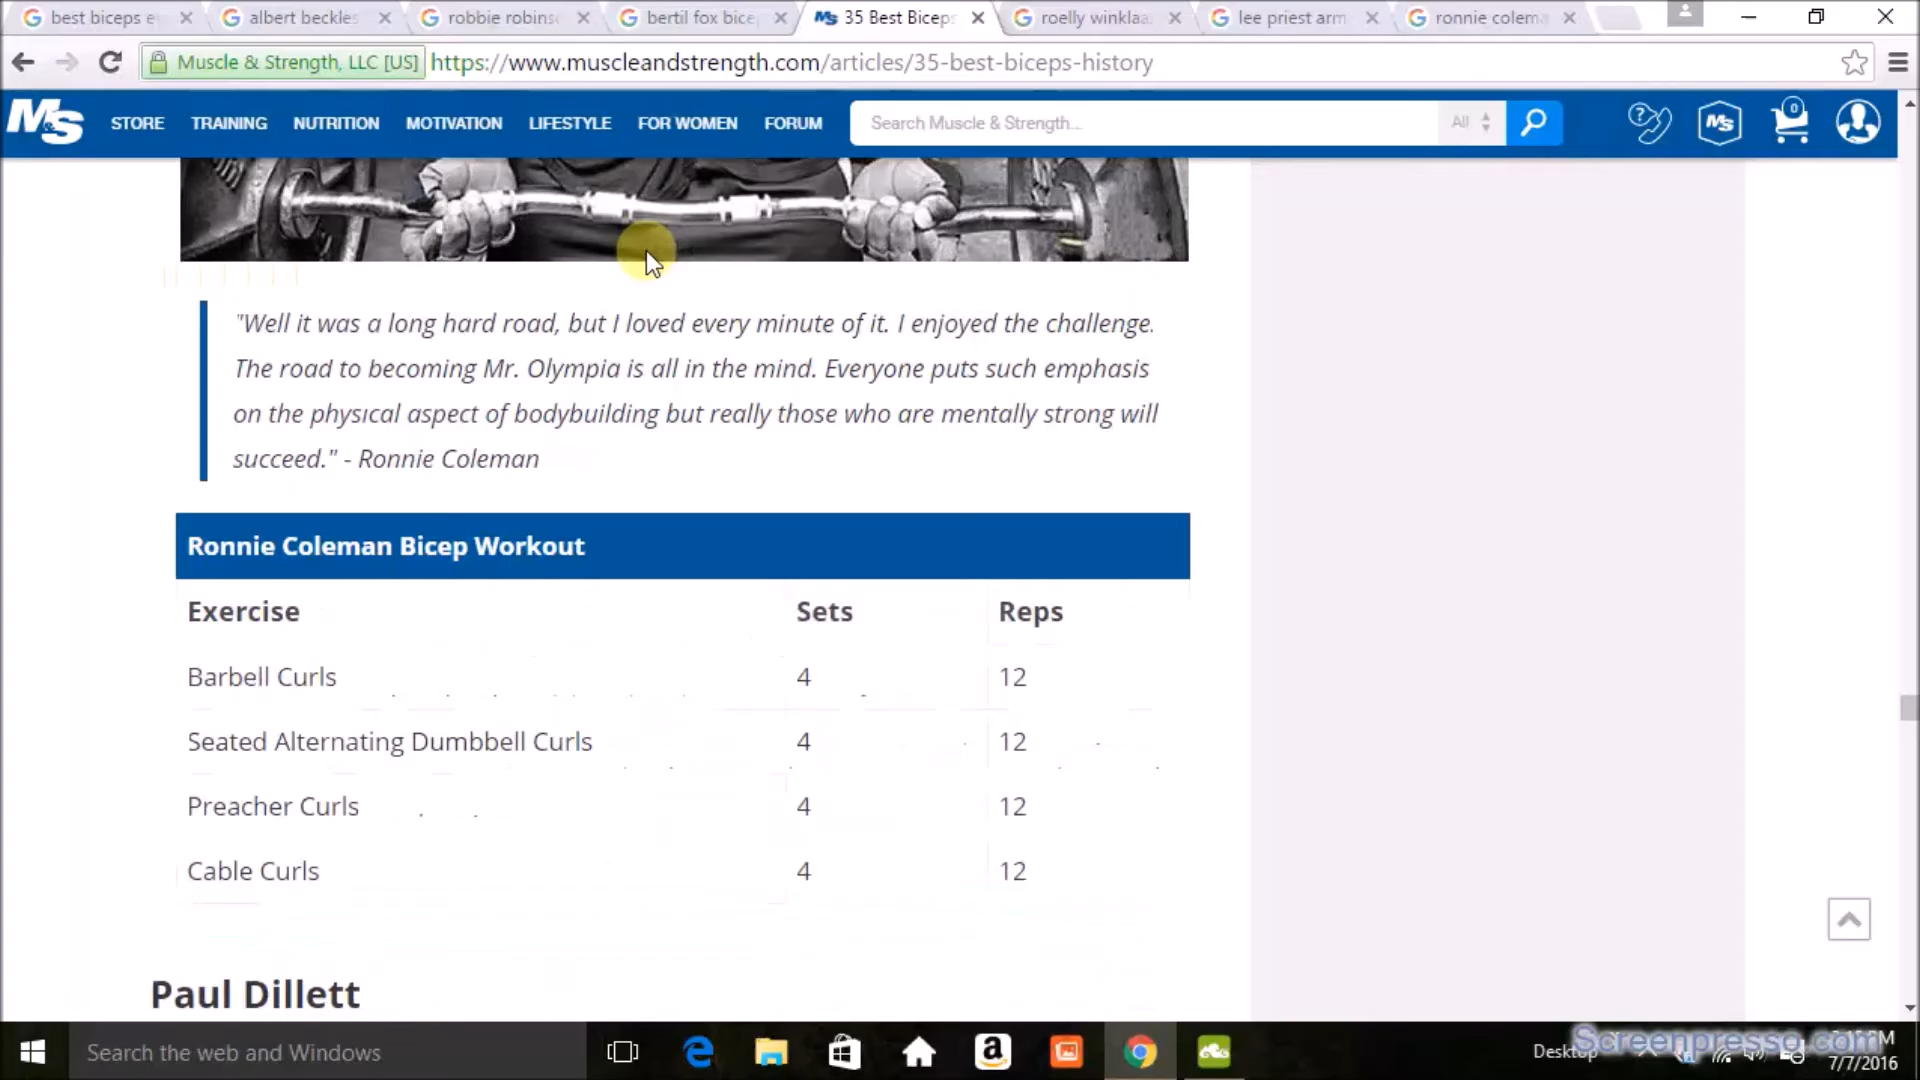 best biceps e
albert beckles
robbie robins
bertil fox bice
35 Best Biceps
roelly winklaa
lee priest arm
ronnie colema
Muscle & Strength, LLC [US]
https://www.muscleandstrength.com/articles/35-best-biceps-history
M&S
STORE
TRAINING
NUTRITION
MOTIVATION
LIFESTYLE
FOR WOMEN
FORUM
Search Muscle & Strength...
All
MS
0
"Well it was a long hard road, but I loved every minute of it. I enjoyed the challenge.
The road to becoming Mr. Olympia is all in the mind. Everyone puts such emphasis
on the physical aspect of bodybuilding but really those who are mentally strong will
succeed." - Ronnie Coleman
Ronnie Coleman Bicep Workout
Exercise Sets Reps
Barbell Curls 4 12
Seated Alternating Dumbbell Curls 4 12
Preacher Curls 4 12
Cable Curls 4 12
Paul Dillett
Search the web and Windows
Desktop
Screenpresso.com
7/7/2016